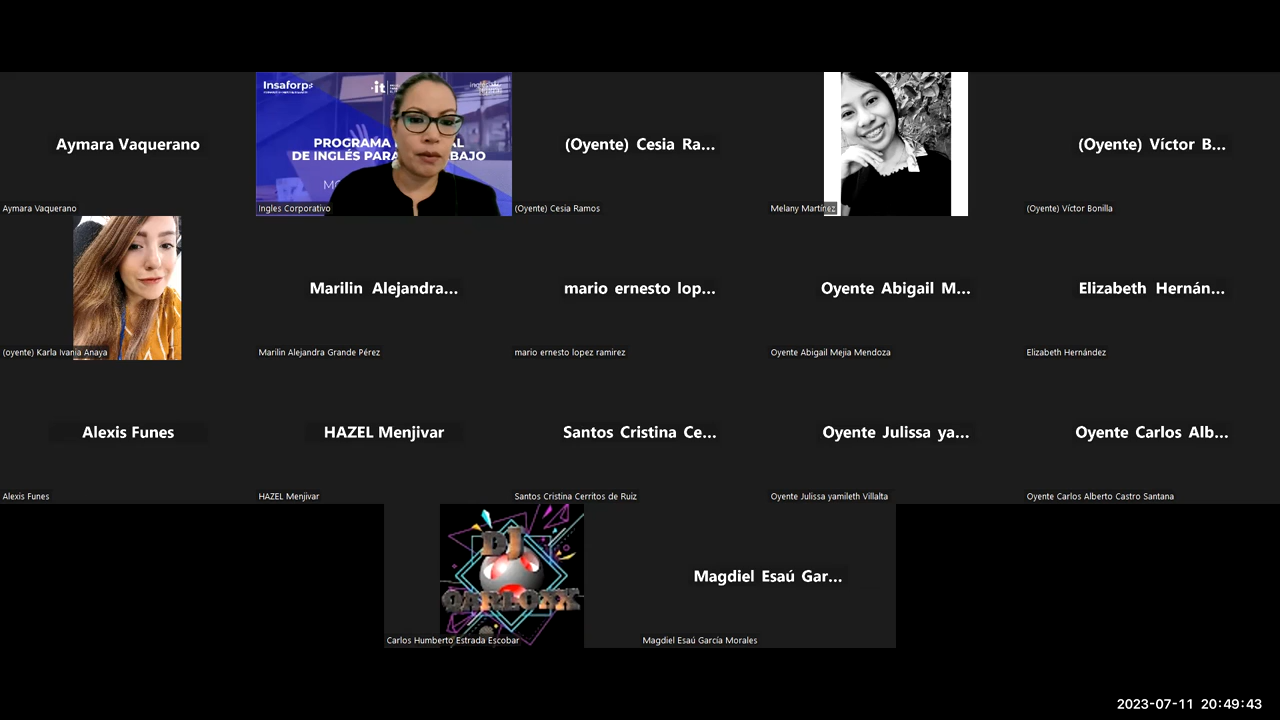 Aymara Vaquerano
Aymara Vaquerano
Insaforp
it
PROGRAMA
AL
DE INGLÉS PARA
BAJO
Ingles Corporativo
(Oyente) Cesia Ra...
(Oyente) Cesia Ramos
Melany Martínez
(Oyente) Víctor B...
(Oyente) Víctor Bonilla
(oyente) Karla Ivania Anaya
Marilin Alejandra...
Marilin Alejandra Grande Pérez
mario ernesto lop...
mario ernesto lopez ramirez
Oyente Abigail M...
Oyente Abigail Mejia Mendoza
Elizabeth Hernán...
Elizabeth Hernández
Alexis Funes
Alexis Funes
HAZEL Menjivar
HAZEL Menjivar
Santos Cristina Ce...
Santos Cristina Cerritos de Ruiz
Oyente Julissa ya...
Oyente Julissa yamileth Villalta
Oyente Carlos Alb...
Oyente Carlos Alberto Castro Santana
DJ
Carlos Humberto Estrada Escobar
Magdiel Esaú Gar...
Magdiel Esaú García Morales
2023-07-11 20:49:43